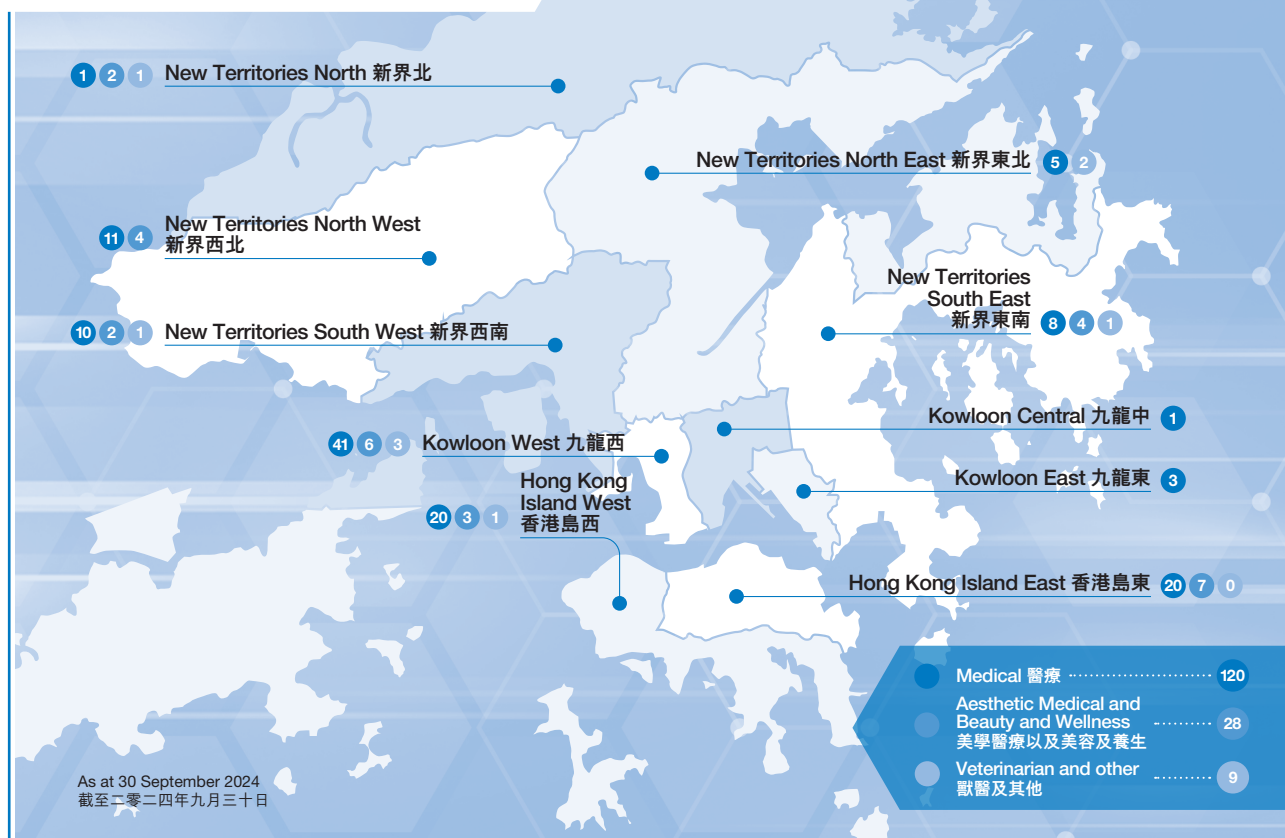 1 2 1 New Territories North 新界北
New Territories North East 新界東北 5 2
New Territories North West
11 4
新界西北
New Territories
South East
新界東南 8 4 1
10 2 1 New Territories South West 新界西南
Kowloon Central 九龍中 1
41 6 3 Kowloon West 九龍西
Kowloon East 九龍東 3
Hong Kong
Island West
20 3 1
香港島西
Hong Kong Island East 香港島東 20 7 0
Medical 醫療 120
Aesthetic Medical and
Beauty and Wellness 28
美學醫療以及美容及養生
Veterinarian and other
獸醫及其他 9
As at 30 September 2024
截至二零二四年九月三十日